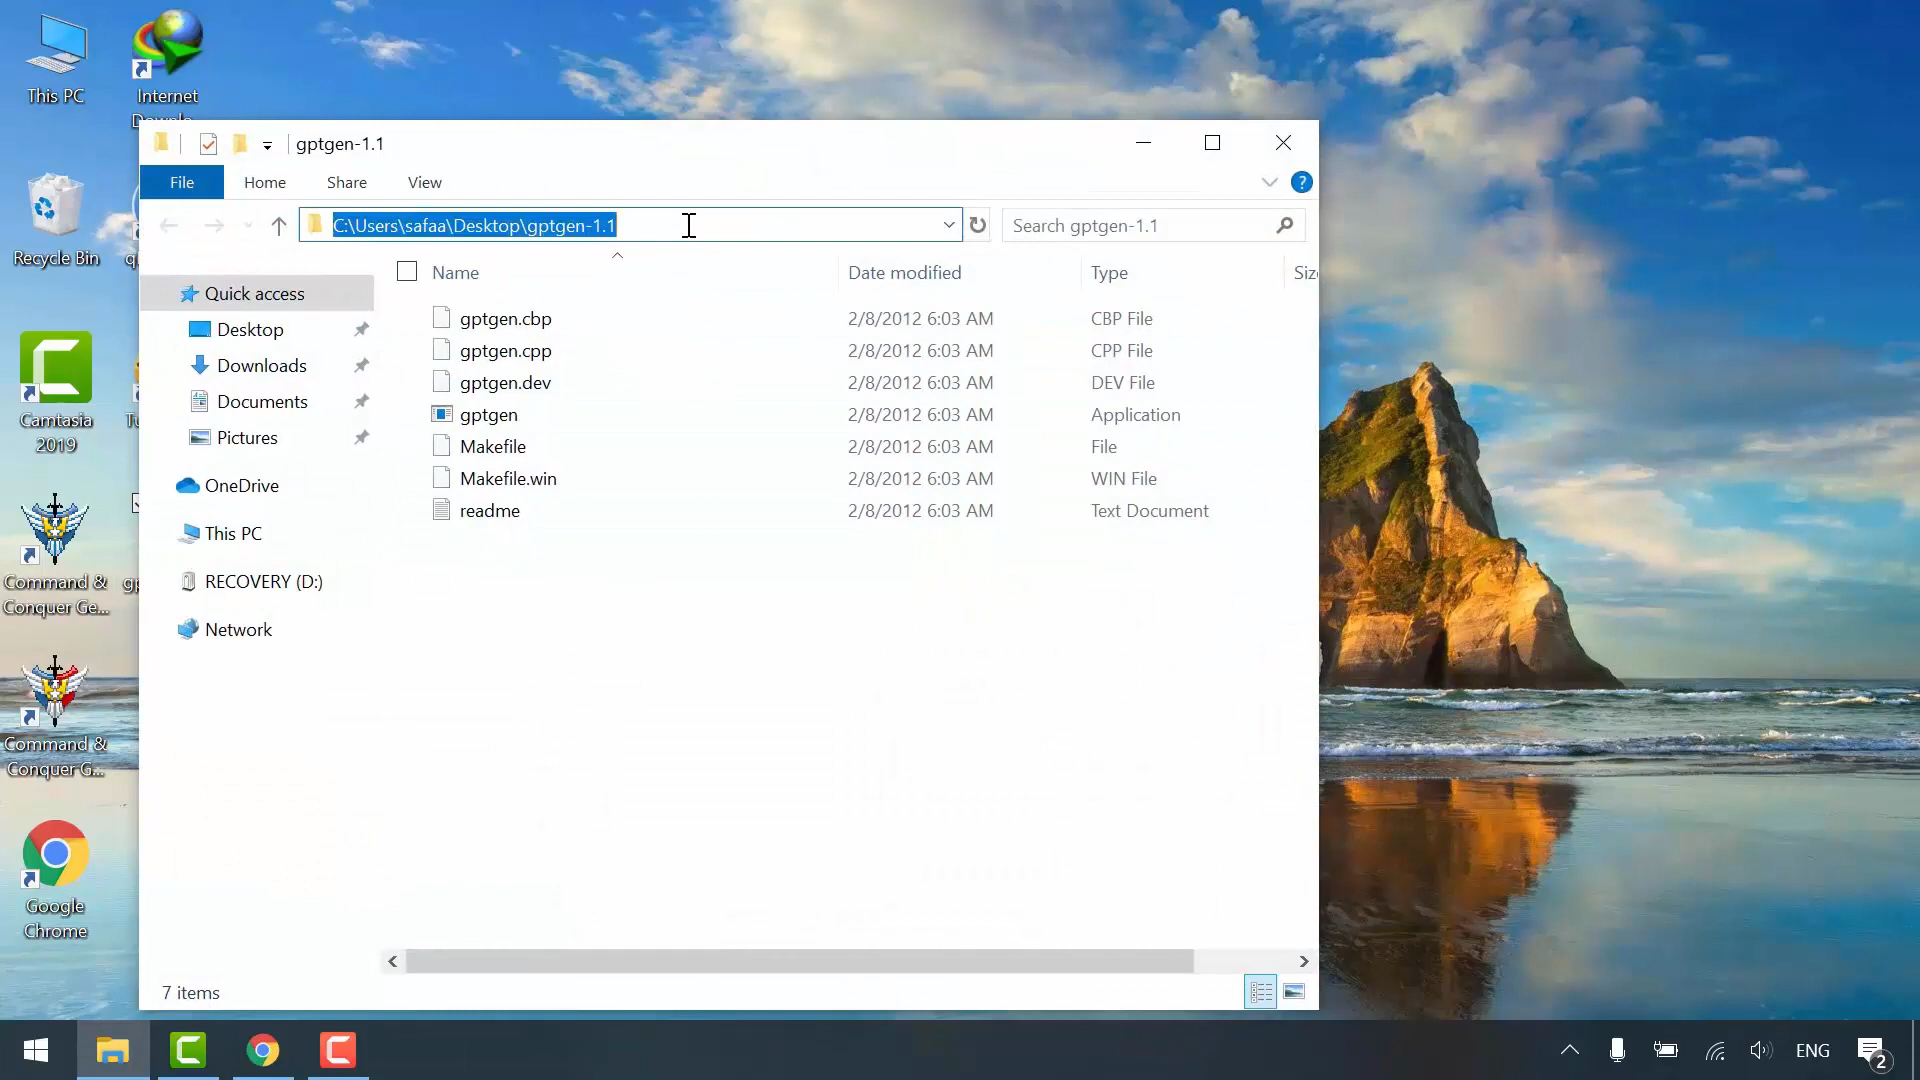 This PC
Internet
Downlo...
Recycle Bin
Camtasia
2019
Command &
Conquer Ge...
Command &
Conquer G...
Google
Chrome
gptgen-1.1
File
Home
Share
View
?
C:\Users\safaa\Desktop\gptgen-1.1
Search gptgen-1.1
Quick access
Desktop
Downloads
Documents
Pictures
OneDrive
This PC
RECOVERY (D:)
Network
Name Date modified Type
gptgen.cbp 2/8/2012 6:03 AM CBP File
gptgen.cpp 2/8/2012 6:03 AM CPP File
gptgen.dev 2/8/2012 6:03 AM DEV File
gptgen 2/8/2012 6:03 AM Application
Makefile 2/8/2012 6:03 AM File
Makefile.win 2/8/2012 6:03 AM WIN File
readme 2/8/2012 6:03 AM Text Document
7 items
ENG
2